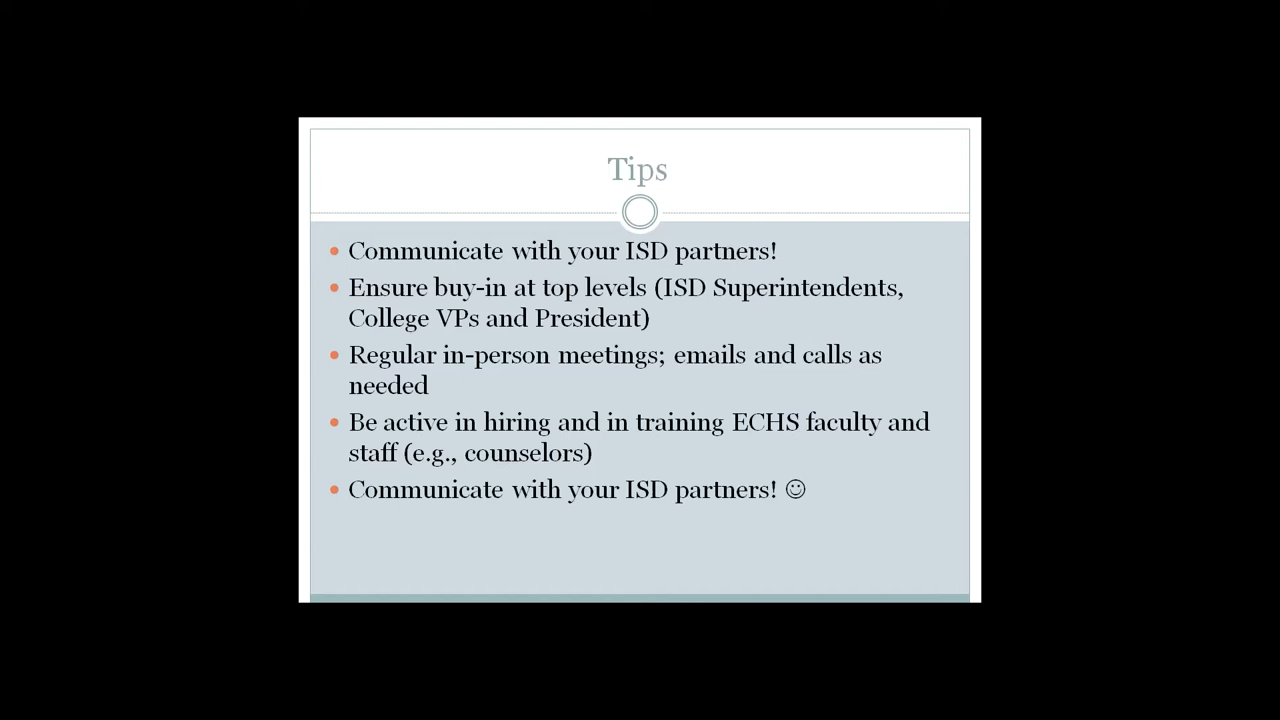 Tips
• Communicate with your ISD partners!
• Ensure buy-in at top levels (ISD Superintendents,
College VPs and President)
• Regular in-person meetings; emails and calls as
needed
• Be active in hiring and in training ECHS faculty and
staff (e.g., counselors)
• Communicate with your ISD partners! ☺